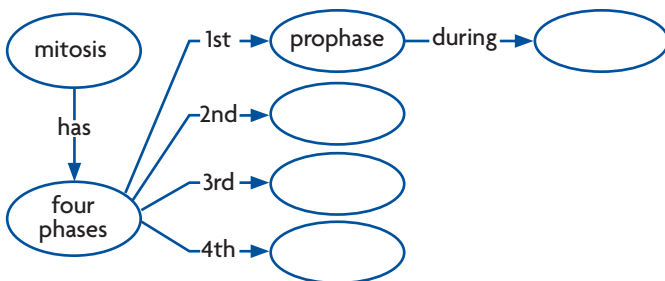 mitosis
has
four
phases
1st
prophase
during
2nd
3rd
4th